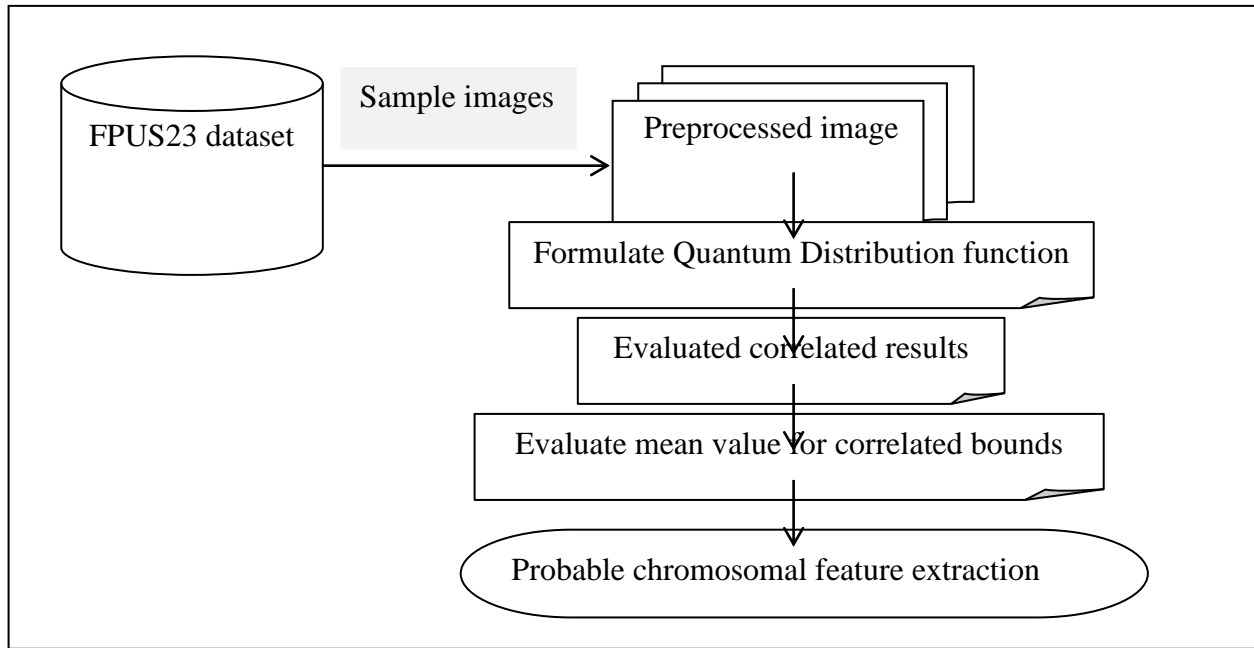 FPUS23 dataset
Sample images
Preprocessed image
Formulate Quantum Distribution function
Evaluated correlated results
Evaluate mean value for correlated bounds
Probable chromosomal feature extraction